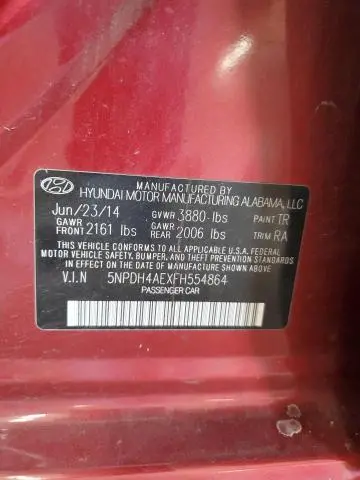 MANUFACTURED BY
HYUNDAI MOTOR MANUFACTURING ALABAMA, LLC
Jun/23/14 GVWR 3880 lbs PAINT TR
GAWR FRONT 2161 lbs GAWR REAR 2006 lbs TRIM RA
THIS VEHICLE CONFORMS TO ALL APPLICABLE U.S.A. FEDERAL
MOTOR VEHICLE SAFETY, BUMPER, AND THEFT PREVENTION
STANDARDS IN EFFECT ON THE DATE OF MANUFACTURE SHOWN ABOVE.
V.I.N 5NPDH4AEXFH554864
PASSENGER CAR